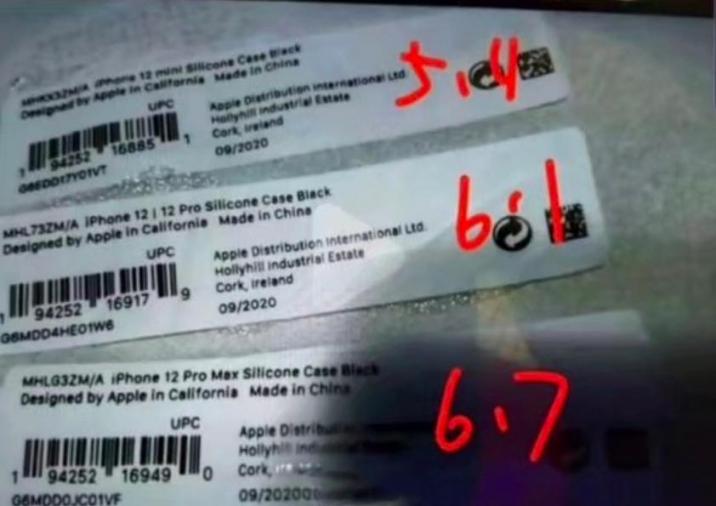 MHKX3ZM/A iPhone 12 mini Silicone Case Black
Designed by Apple in California Made in China
UPC
1 94252 16885 1
Apple Distribution International Ltd.
Hollyhill Industrial Estate
Cork, Ireland
09/2020
5.4
MHL73ZM/A iPhone 12 | 12 Pro Silicone Case Black
Designed by Apple in California Made in China
UPC
1 94252 16917 9
G6MDD4HE01W6
Apple Distribution International Ltd.
Hollyhill Industrial Estate
Cork, Ireland
09/2020
6.1
MHLG3ZM/A iPhone 12 Pro Max Silicone Case Black
Designed by Apple in California Made in China
UPC
1 94252 16949 0
G6MDD0JC01VF
Apple
Hollyhill
Cork,
09/2020
6.7